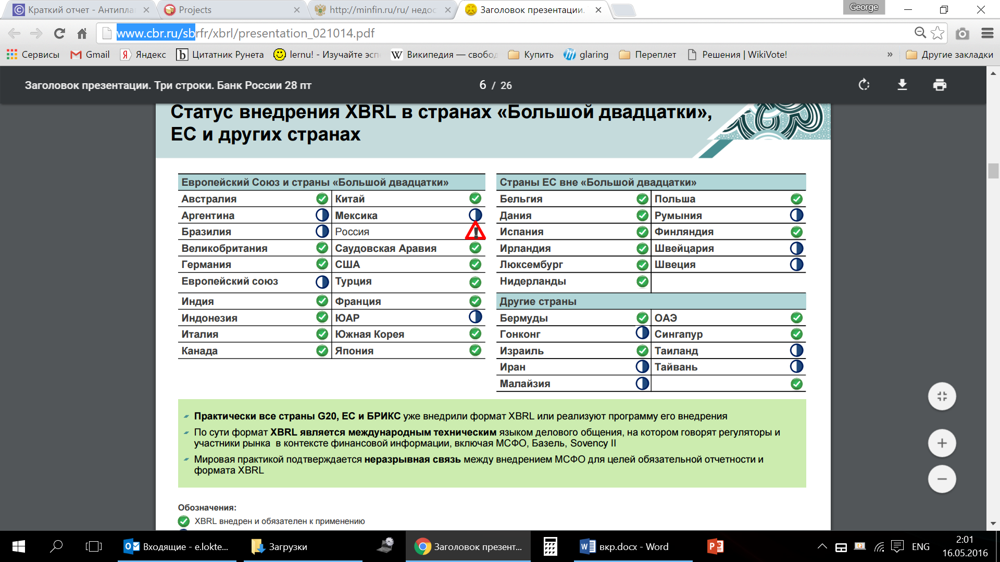 Краткий отчет - Антипла
Projects
http://minfin.ru/ru/ недос
Заголовок презентации.
George
www.cbr.ru/sbrfr/xbrl/presentation_021014.pdf
Сервисы
Gmail
Яндекс
Цитатник Рунета
lernu! - Изучайте эсп
Википедия — свобод
Купить
glaring
Переплет
Решения | WikiVote!
»
Другие закладки
Заголовок презентации. Три строки. Банк России 28 пт
6 / 26
Статус внедрения XBRL в странах «Большой двадцатки»,
ЕС и других странах
Европейский Союз и страны «Большой двадцатки»
Австралия Китай
Аргентина Мексика
Бразилия Россия
Великобритания Саудовская Аравия
Германия США
Европейский союз Турция
Индия Франция
Индонезия ЮАР
Италия Южная Корея
Канада Япония
Страны ЕС вне «Большой двадцатки»
Бельгия Польша
Дания Румыния
Испания Финляндия
Ирландия Швейцария
Люксембург Швеция
Нидерланды
Другие страны
Бермуды ОАЭ
Гонконг Сингапур
Израиль Таиланд
Иран Тайвань
Малайзия
Практически все страны G20, ЕС и БРИКС уже внедрили формат XBRL или реализуют программу его внедрения
По сути формат XBRL является международным техническим языком делового общения, на котором говорят регуляторы и
участники рынка в контексте финансовой информации, включая МСФО, Базель, Sovency II
Мировая практикой подтверждается неразрывная связь между внедрением МСФО для целей обязательной отчетности и
формата XBRL
Обозначения:
XBRL внедрен и обязателен к применению
Входящие - e.lokte...
Загрузки
Заголовок презент...
вкр.docx - Word
ENG
2:01
16.05.2016